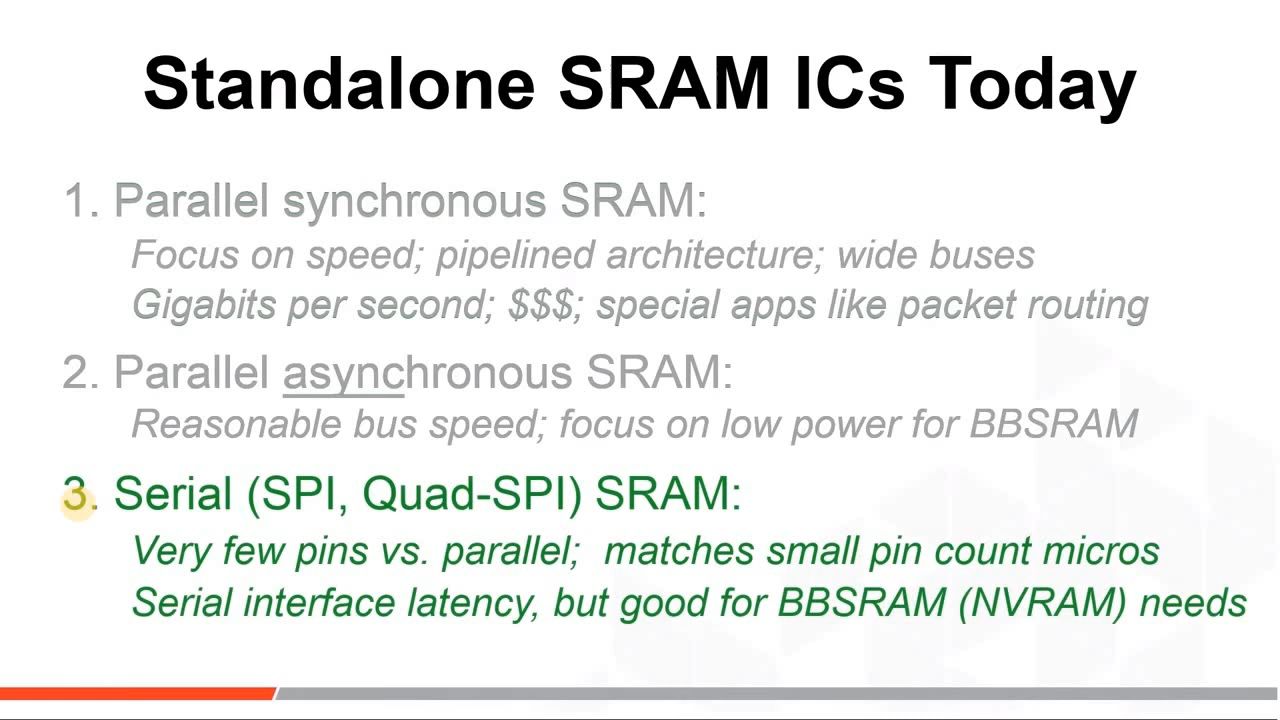 Standalone SRAM ICs Today
1. Parallel synchronous SRAM:
Focus on speed; pipelined architecture; wide buses
Gigabits per second; $$$; special apps like packet routing
2. Parallel asynchronous SRAM:
Reasonable bus speed; focus on low power for BBSRAM
3. Serial (SPI, Quad-SPI) SRAM:
Very few pins vs. parallel;  matches small pin count micros
Serial interface latency, but good for BBSRAM (NVRAM) needs